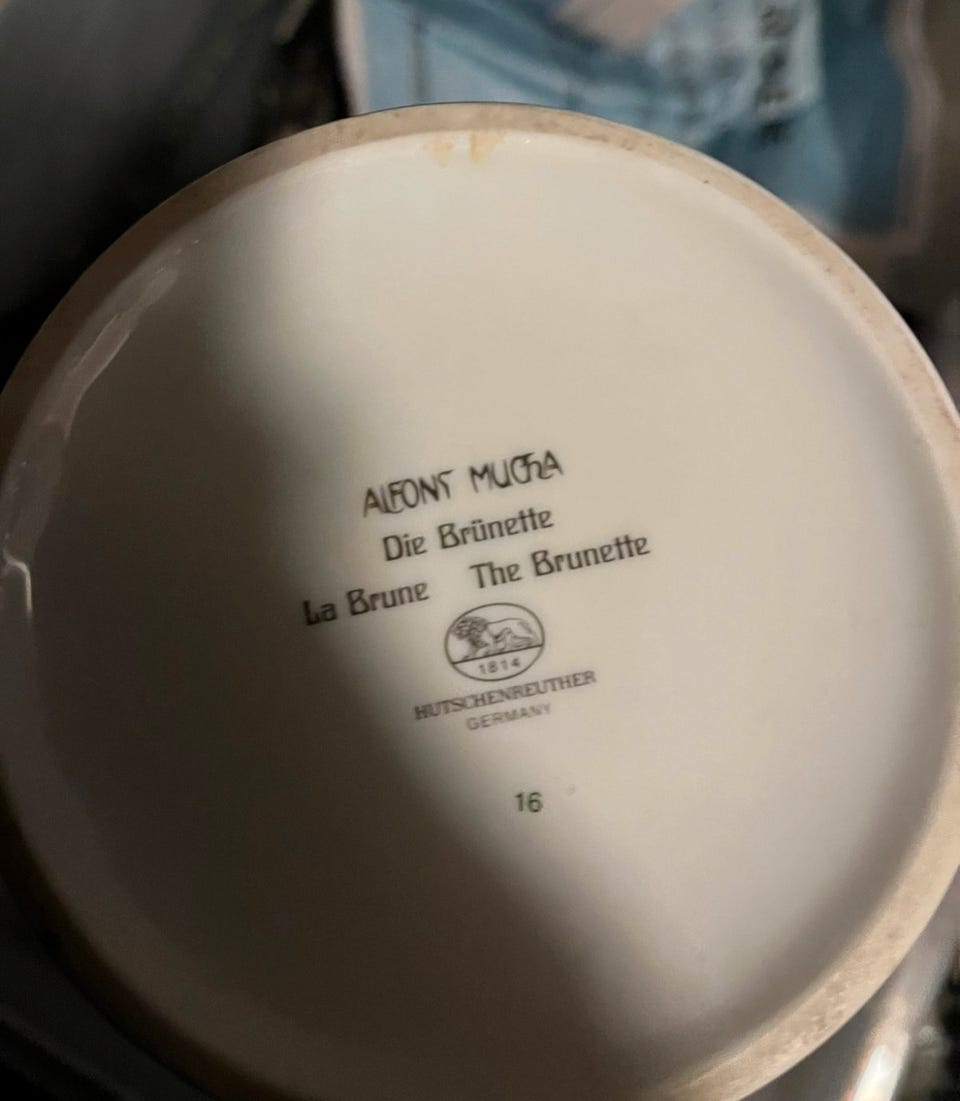 ALFONS MUCHA
Die Brünette
La Brune The Brunette
1814
HUTSCHENREUTHER
GERMANY
16